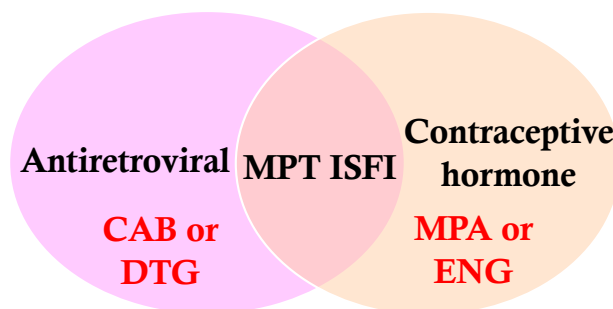 Antiretroviral
CAB or
DTG
MPT ISFI
Contraceptive
hormone
MPA or
ENG